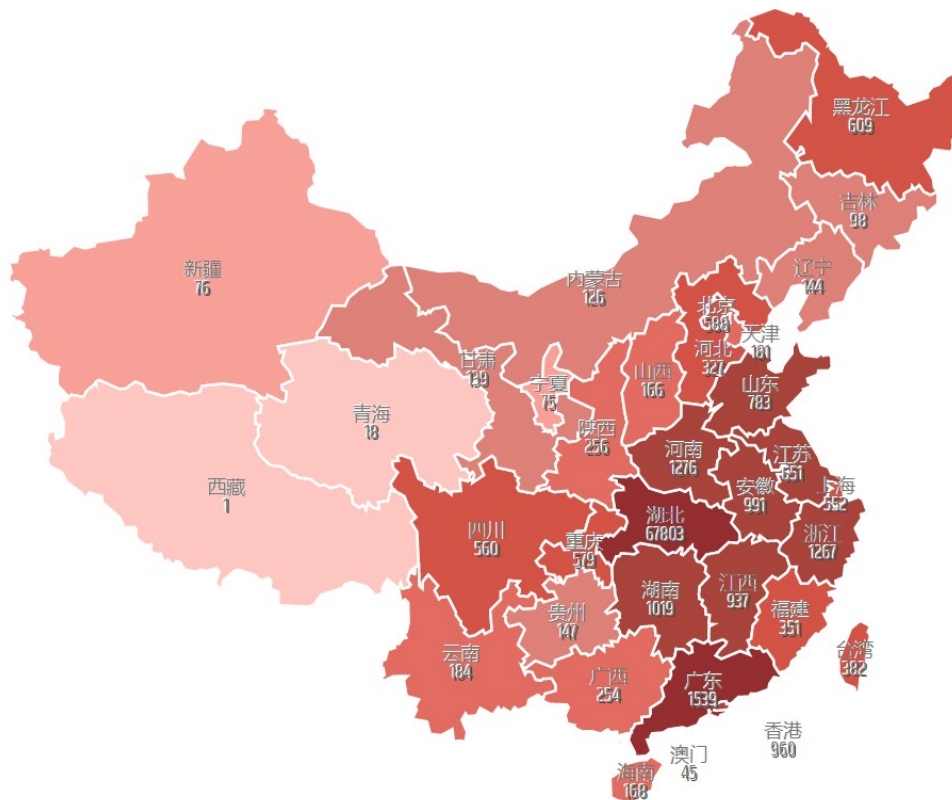 黑龙江
609
吉林
98
新疆
76
内蒙古
126
辽宁
144
北京
588
天津
181
甘肃
139
宁夏
75
山西
166
河北
327
山东
783
青海
18
陕西
256
河南
1276
江苏
651
西藏
1
安徽
991
上海
552
四川
560
重庆
579
湖北
67803
浙江
1267
湖南
1019
江西
937
贵州
147
福建
351
云南
184
广西
254
广东
1539
台湾
382
香港
960
澳门
45
海南
168